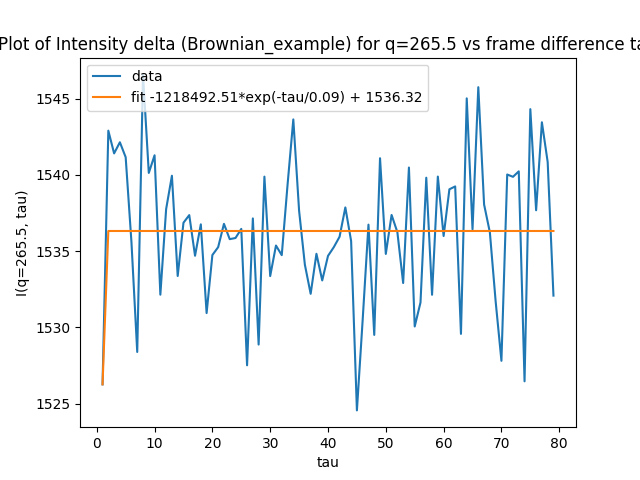 Plot of Intensity delta (Brownian_example) for q=265.5 vs frame difference ta
data
fit -1218492.51*exp(-tau/0.09) + 1536.32
1545
1540
1535
1530
1525
I(q=265.5, tau)
0 10 20 30 40 50 60 70 80
tau